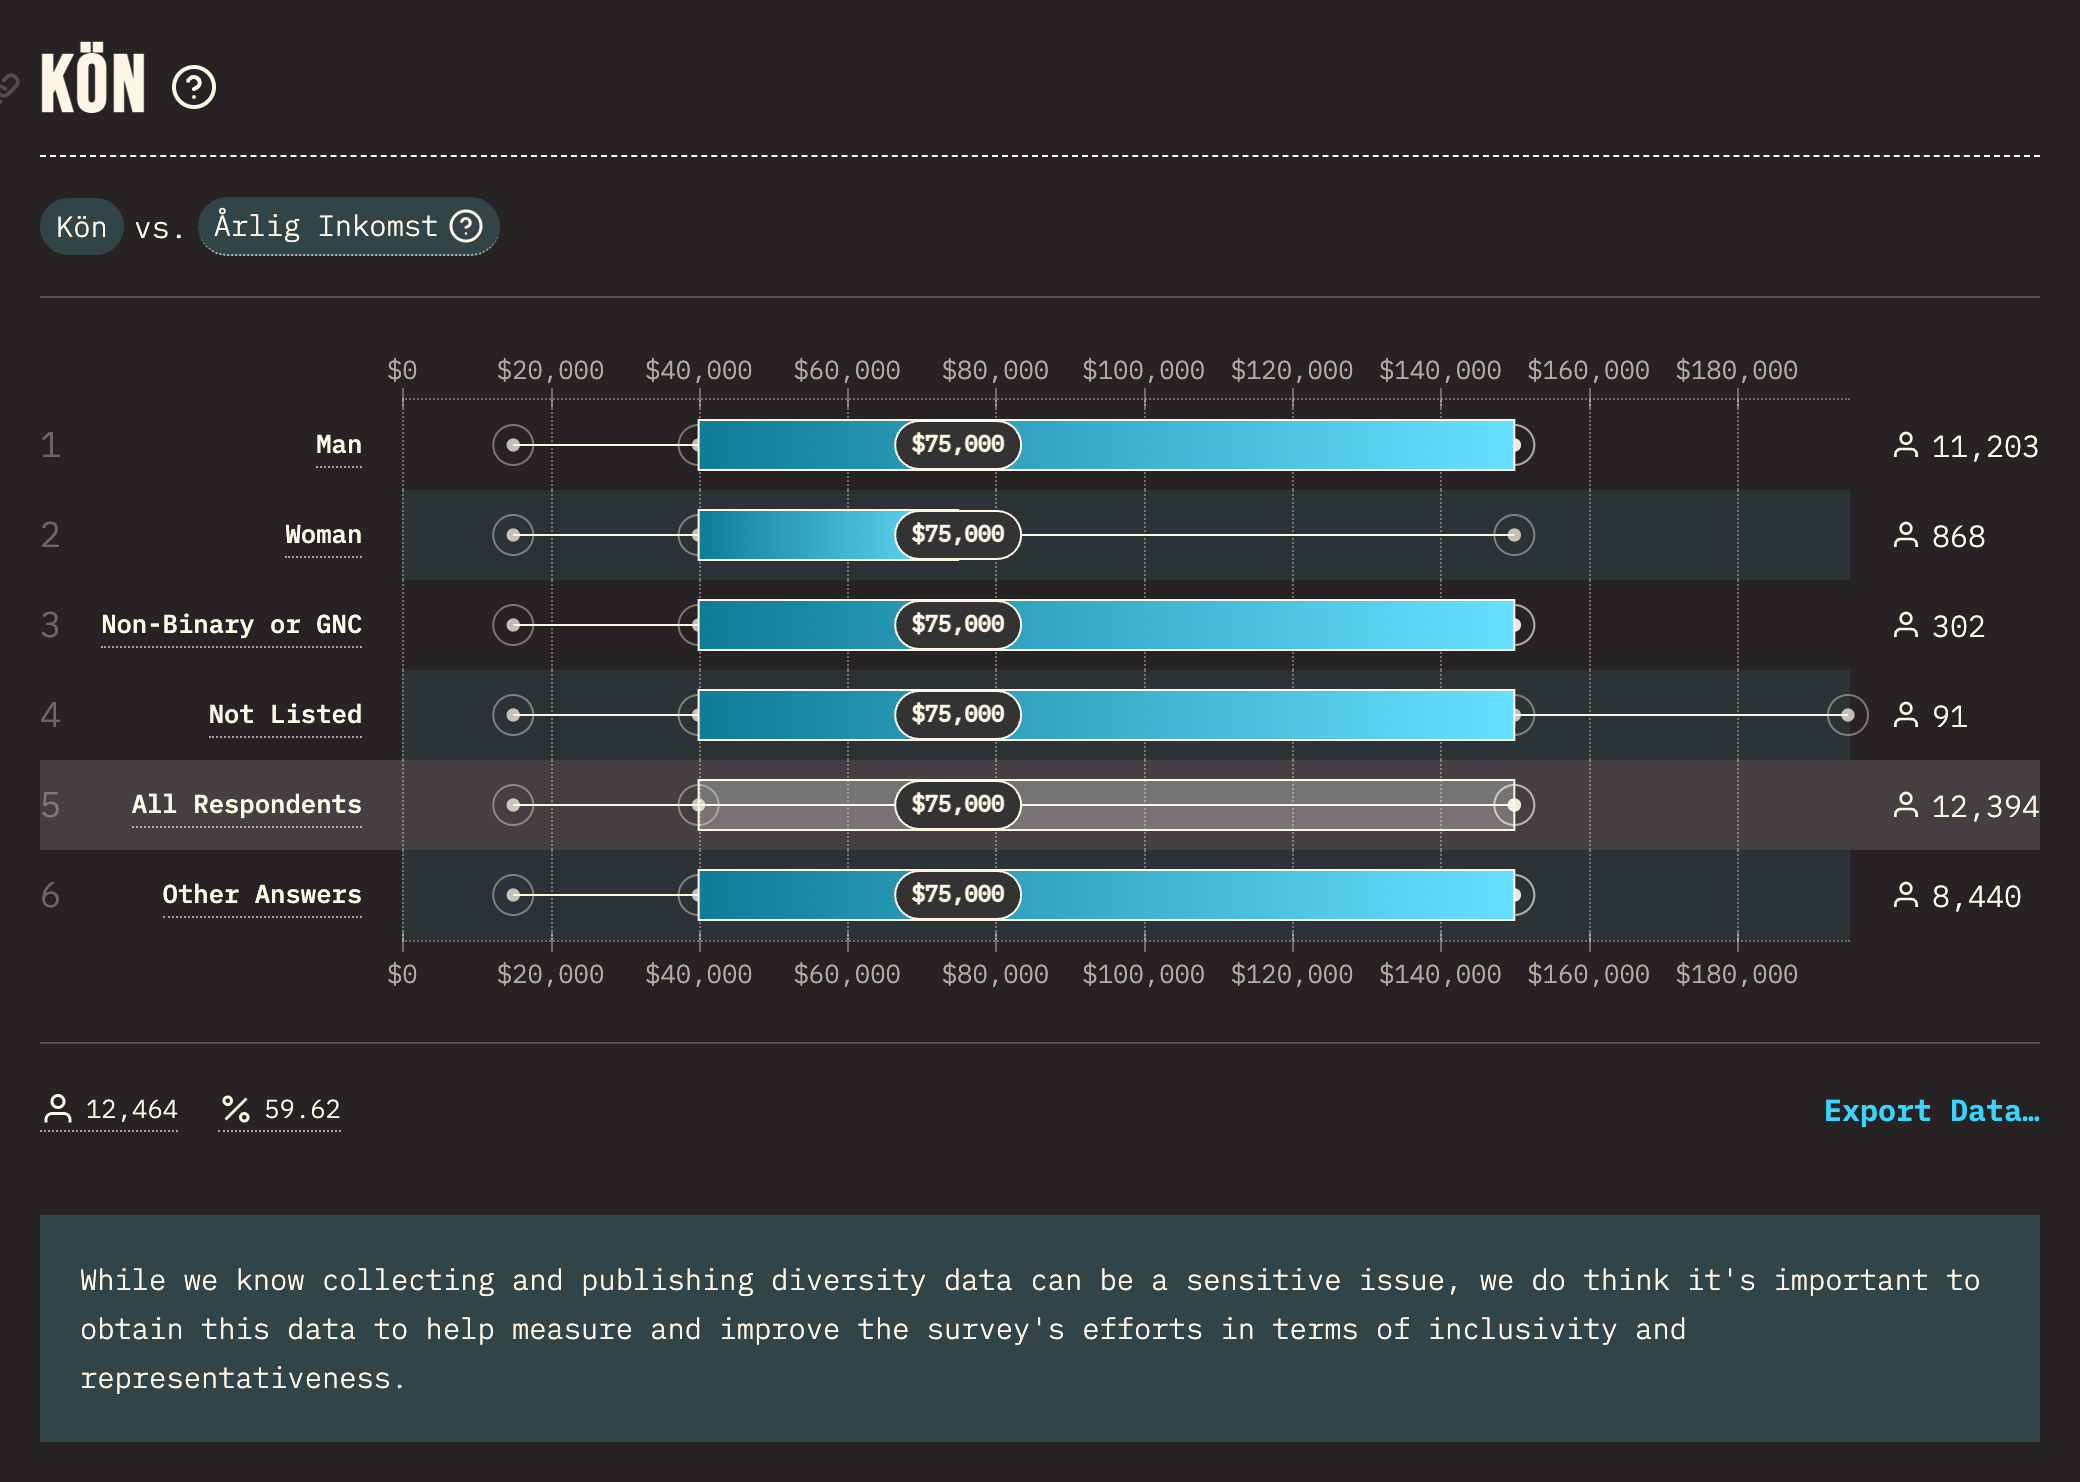 KÖN ?
Kön vs. Årlig Inkomst ?
$0 $20,000 $40,000 $60,000 $80,000 $100,000 $120,000 $140,000 $160,000 $180,000
1 Man $75,000 11,203
2 Woman $75,000 868
3 Non-Binary or GNC $75,000 302
4 Not Listed $75,000 91
5 All Respondents $75,000 12,394
6 Other Answers $75,000 8,440
$0 $20,000 $40,000 $60,000 $80,000 $100,000 $120,000 $140,000 $160,000 $180,000
12,464 % 59.62 Export Data…
While we know collecting and publishing diversity data can be a sensitive issue, we do think it's important to
obtain this data to help measure and improve the survey's efforts in terms of inclusivity and
representativeness.